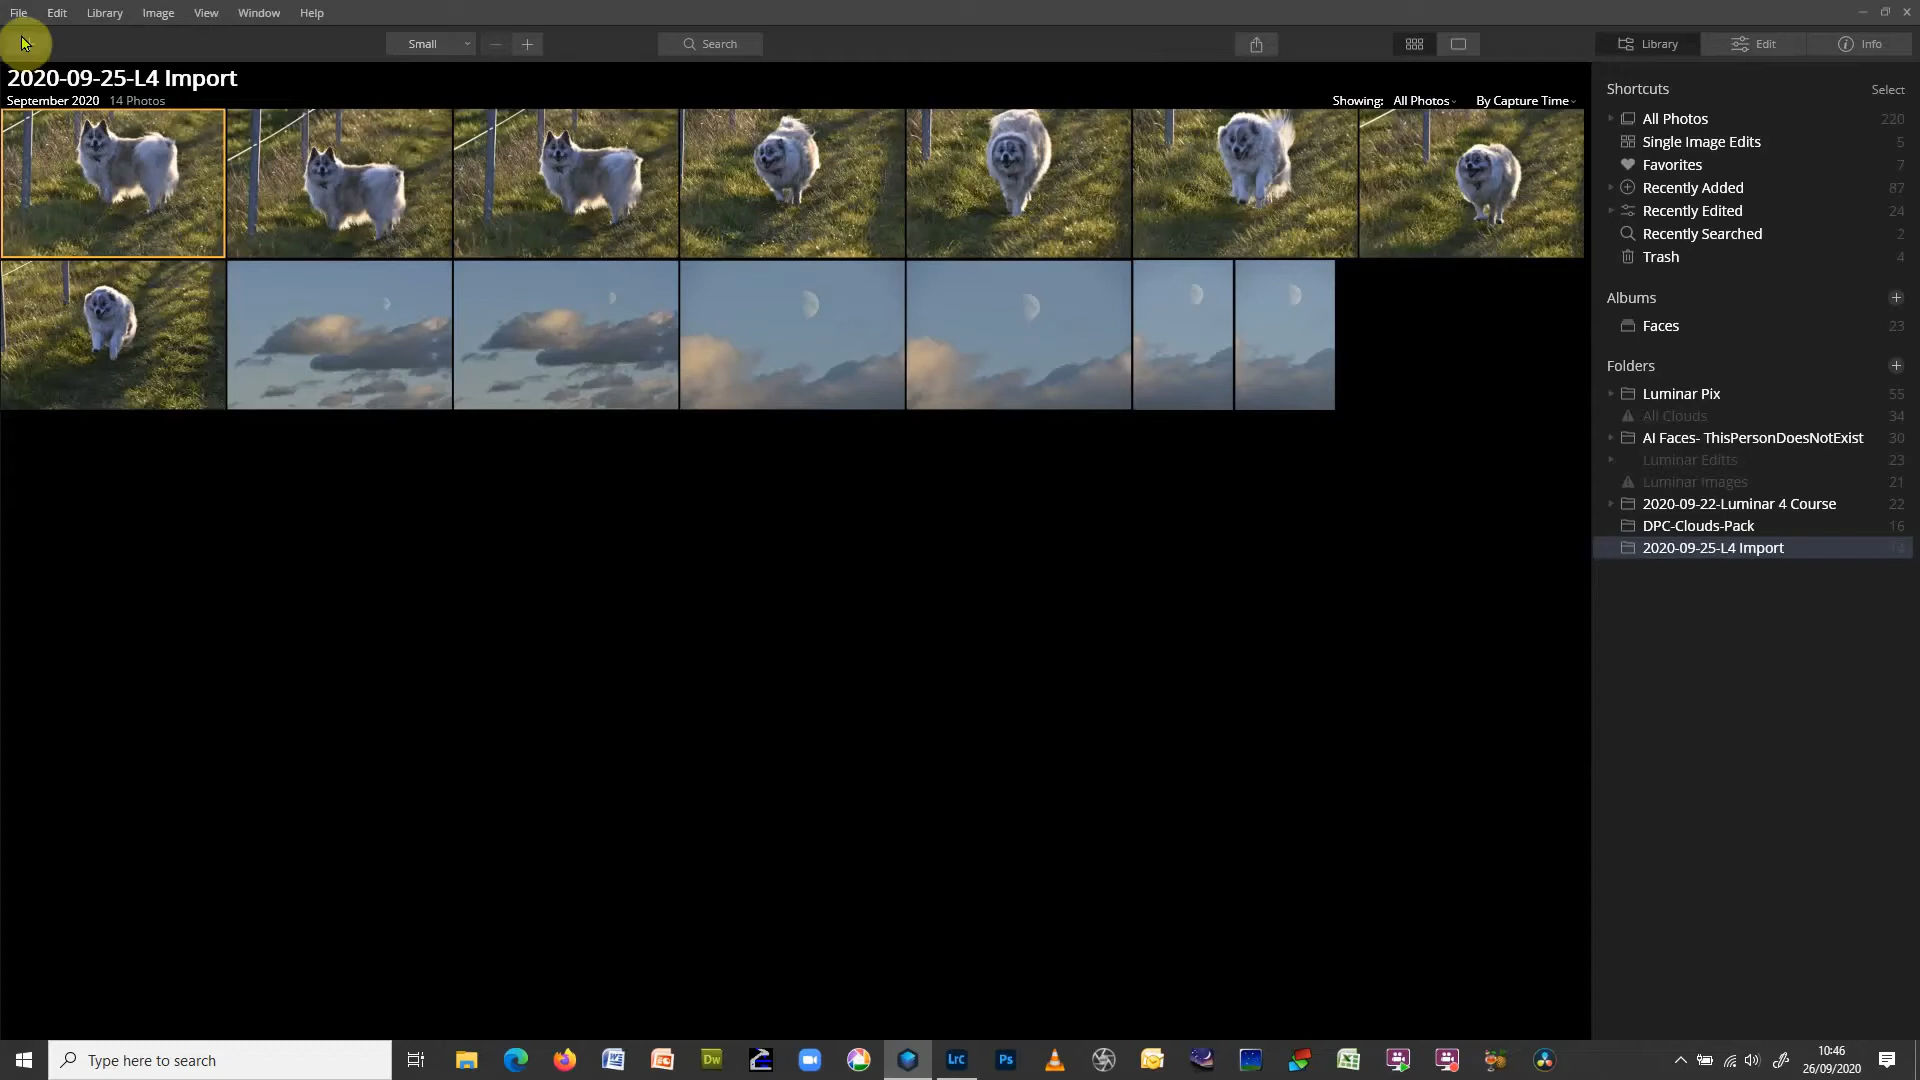 File Edit Library Image View Window Help
Small Search Library Edit Info
2020-09-25-L4 Import
September 2020 14 Photos Showing: All Photos By Capture Time
Shortcuts Select
All Photos 220
Single Image Edits 5
Favorites 7
Recently Added 87
Recently Edited 24
Recently Searched 2
Trash 4
Albums
Faces 23
Folders
Luminar Pix 55
All Clouds 34
AI Faces- ThisPersonDoesNotExist 30
Luminar Editts 23
Luminar Images 21
2020-09-22-Luminar 4 Course 22
DPC-Clouds-Pack 16
2020-09-25-L4 Import 14
Type here to search
Dw
Lrc
Ps
10:46
26/09/2020